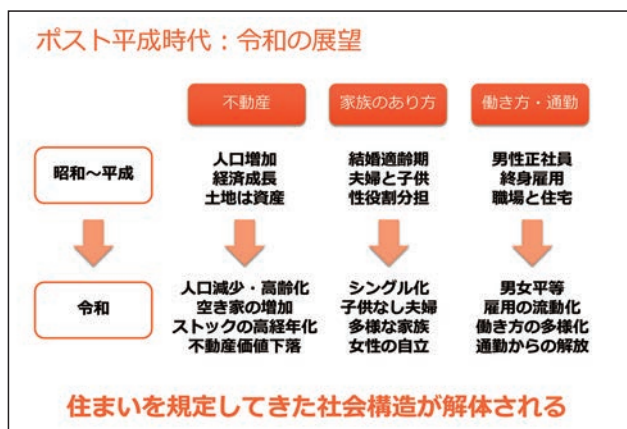 ポスト平成時代：令和の展望
不動産
家族のあり方
働き方・通勤
昭和～平成
人口増加
経済成長
土地は資産
結婚適齢期
夫婦と子供
性役割分担
男性正社員
終身雇用
職場と住宅
令和
人口減少・高齢化
空き家の増加
ストックの高経年化
不動産価値下落
シングル化
子供なし夫婦
多様な家族
女性の自立
男女平等
雇用の流動化
働き方の多様化
通勤からの解放
住まいを規定してきた社会構造が解体される